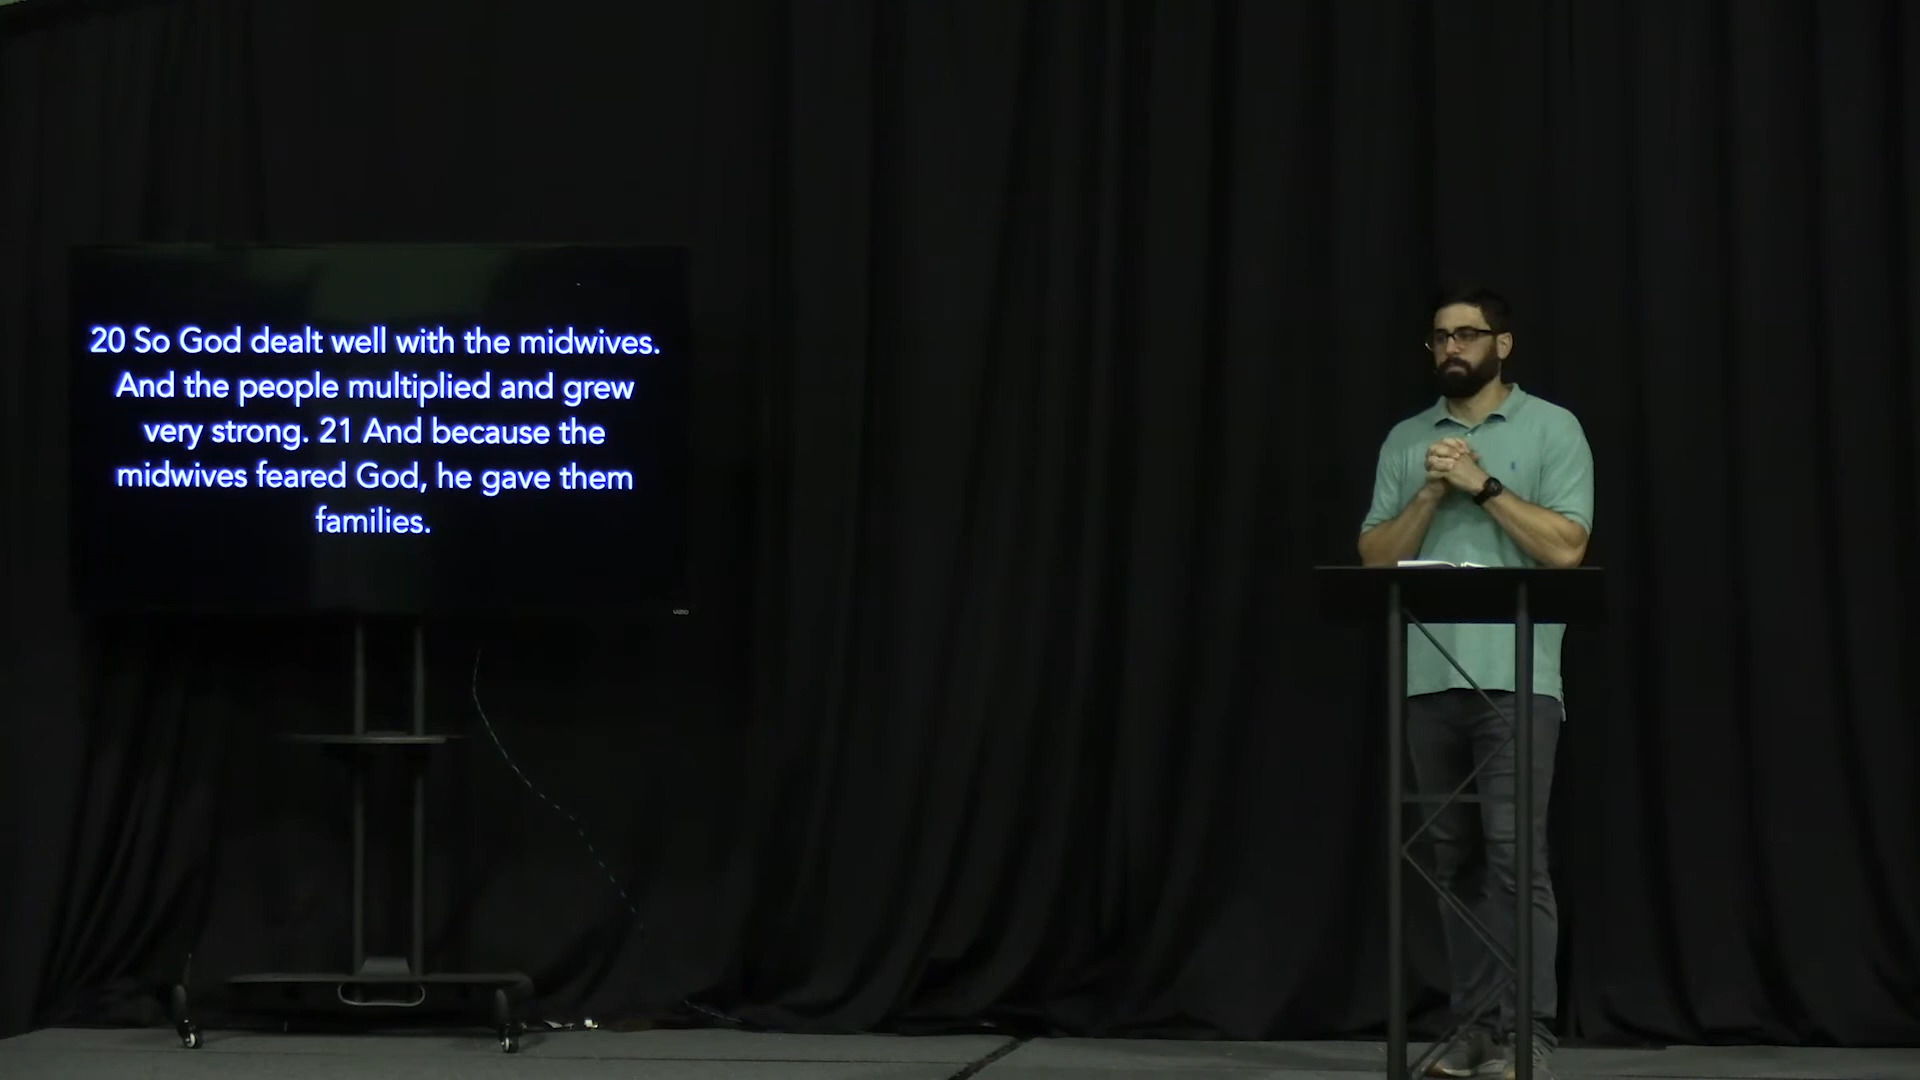 20 So God dealt well with the midwives.
And the people multiplied and grew
very strong. 21 And because the
midwives feared God, he gave them
families.
VIZIO